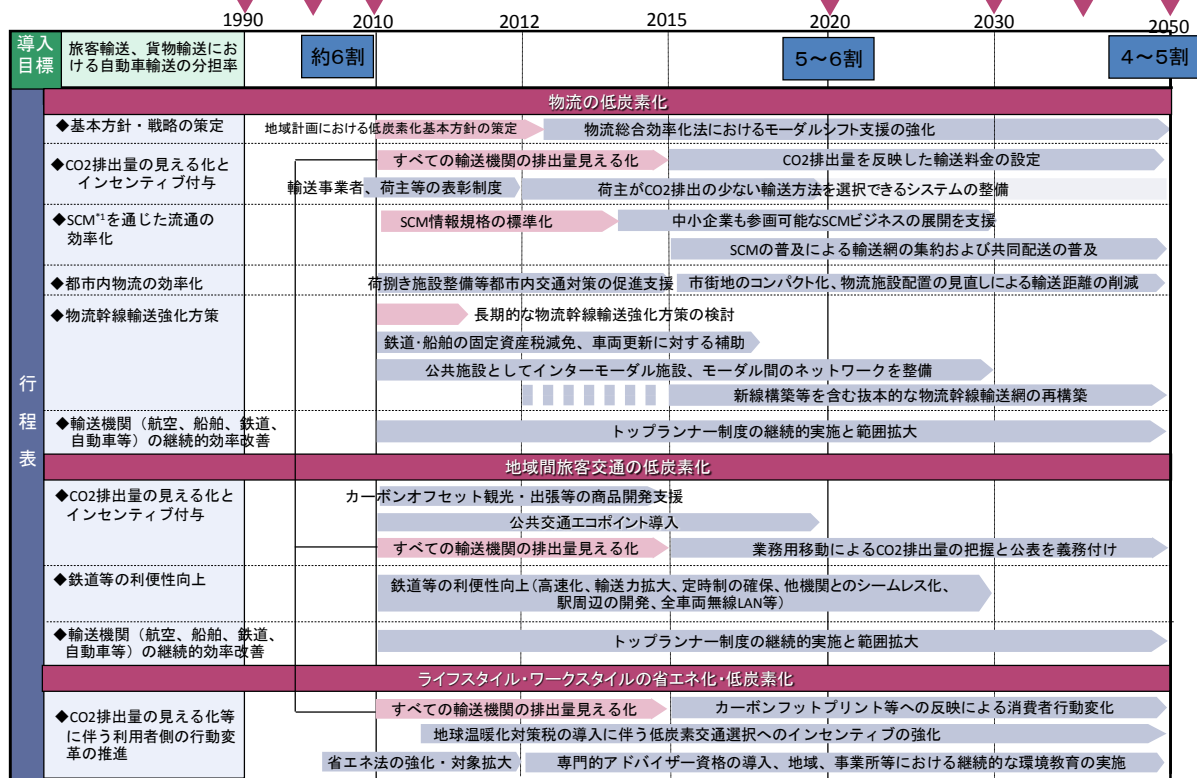 1990 2010 2012 2015 2020 2030 2050
導入
目標
旅客輸送、貨物輸送にお
ける自動車輸送の分担率
約6割
5～6割
4～5割
行程表
物流の低炭素化
◆基本方針・戦略の策定
地域計画における低炭素化基本方針の策定
物流総合効率化法におけるモーダルシフト支援の強化
◆CO2排出量の見える化と
インセンティブ付与
すべての輸送機関の排出量見える化
CO2排出量を反映した輸送料金の設定
輸送事業者、荷主等の表彰制度
荷主がCO2排出の少ない輸送方法を選択できるシステムの整備
◆SCM*1を通じた流通の
効率化
SCM情報規格の標準化
中小企業も参画可能なSCMビジネスの展開を支援
SCMの普及による輸送網の集約および共同配送の普及
◆都市内物流の効率化
荷捌き施設整備等都市内交通対策の促進支援
市街地のコンパクト化、物流施設配置の見直しによる輸送距離の削減
◆物流幹線輸送強化方策
長期的な物流幹線輸送強化方策の検討
鉄道・船舶の固定資産税減免、車両更新に対する補助
公共施設としてインターモーダル施設、モーダル間のネットワークを整備
新線構築等を含む抜本的な物流幹線輸送網の再構築
◆輸送機関（航空、船舶、鉄道、
自動車等）の継続的効率改善
トップランナー制度の継続的実施と範囲拡大
地域間旅客交通の低炭素化
◆CO2排出量の見える化と
インセンティブ付与
カーボンオフセット観光・出張等の商品開発支援
公共交通エコポイント導入
すべての輸送機関の排出量見える化
業務用移動によるCO2排出量の把握と公表を義務付け
◆鉄道等の利便性向上
鉄道等の利便性向上（高速化、輸送力拡大、定時制の確保、他機関とのシームレス化、
駅周辺の開発、全車両無線LAN等）
◆輸送機関（航空、船舶、鉄道、
自動車等）の継続的効率改善
トップランナー制度の継続的実施と範囲拡大
ライフスタイル・ワークスタイルの省エネ化・低炭素化
◆CO2排出量の見える化等
に伴う利用者側の行動変
革の推進
すべての輸送機関の排出量見える化
カーボンフットプリント等への反映による消費者行動変化
地球温暖化対策税の導入に伴う低炭素交通選択へのインセンティブの強化
省エネ法の強化・対象拡大
専門的アドバイザー資格の導入、地域、事業所等における継続的な環境教育の実施